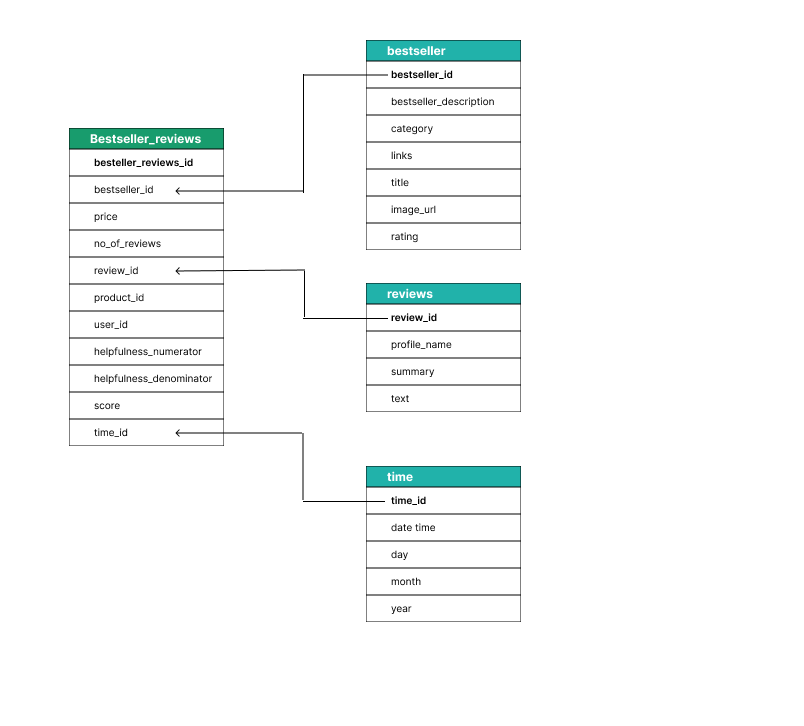 bestseller
bestseller_id
bestseller_description
category
links
title
image_url
rating
Bestseller_reviews
besteller_reviews_id
bestseller_id
price
no_of_reviews
review_id
product_id
user_id
helpfulness_numerator
helpfulness_denominator
score
time_id
reviews
review_id
profile_name
summary
text
time
time_id
date time
day
month
year